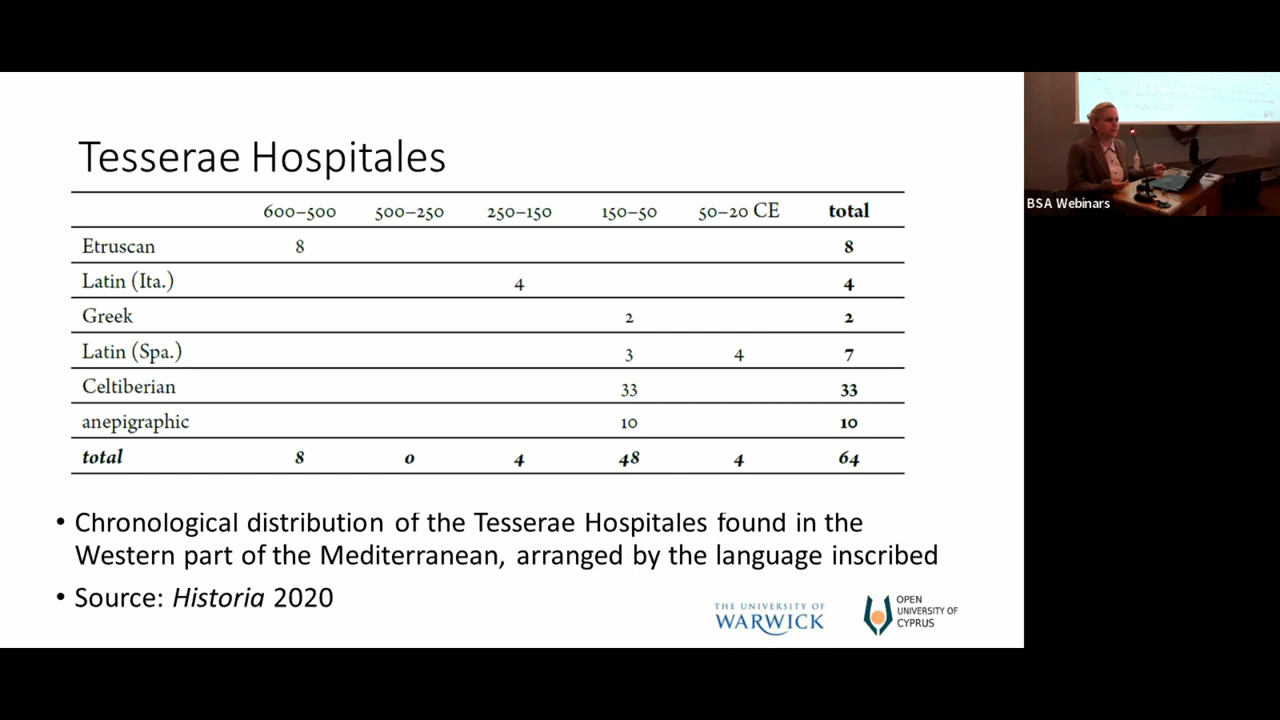 Tesserae Hospitales
600–500 500–250 250–150 150–50 50–20 CE total
Etruscan 8 8
Latin (Ita.) 4 4
Greek 2 2
Latin (Spa.) 3 4 7
Celtiberian 33 33
anepigraphic 10 10
total 8 0 4 48 4 64
• Chronological distribution of the Tesserae Hospitales found in the
Western part of the Mediterranean, arranged by the language inscribed
• Source: Historia 2020
THE UNIVERSITY OF
WARWICK
OPEN
UNIVERSITY OF
CYPRUS
BSA Webinars